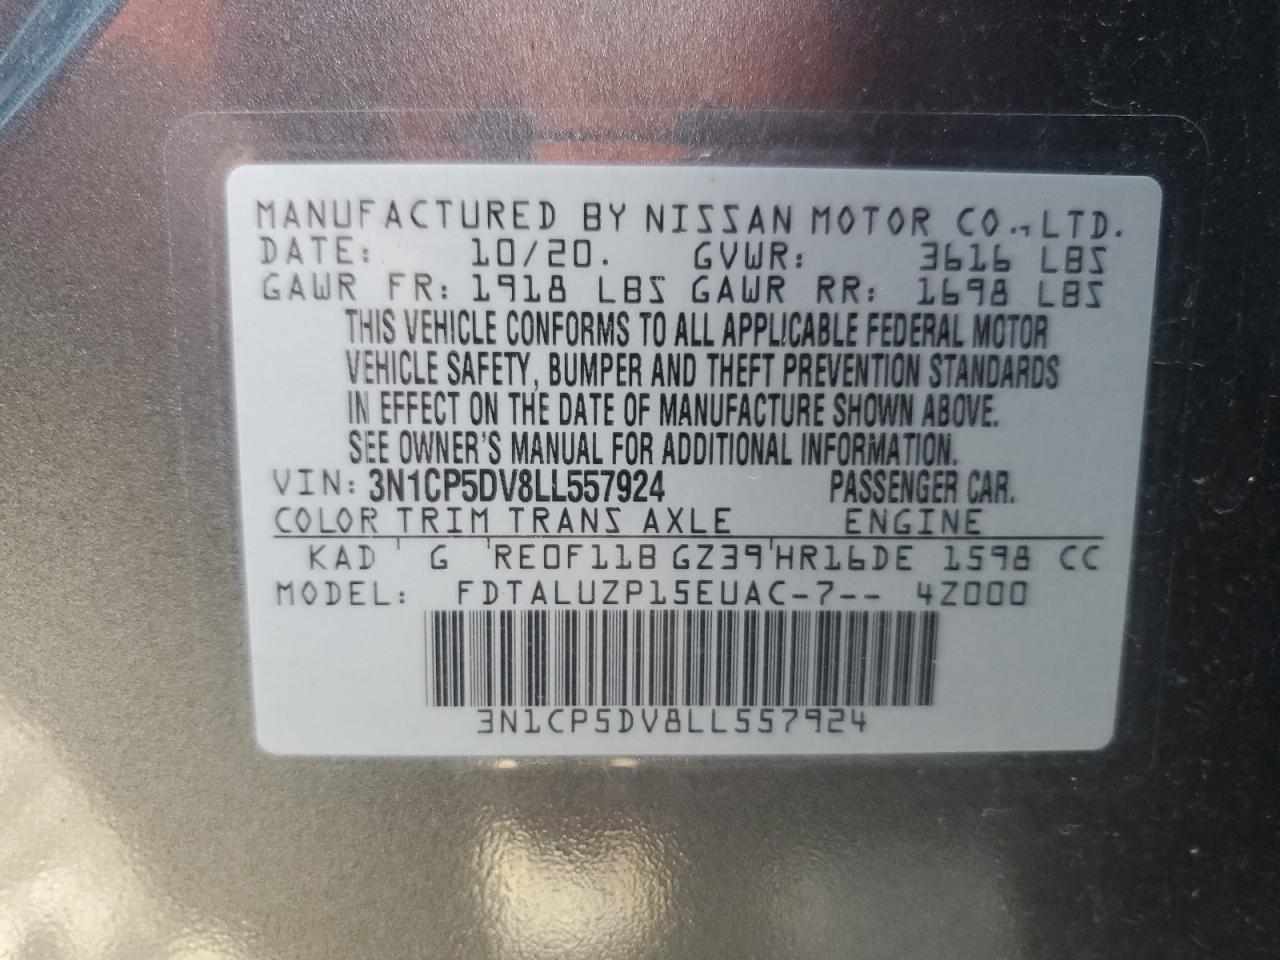 MANUFACTURED BY NISSAN MOTOR CO., LTD.
DATE: 10/20. GVWR: 3616 LBS
GAWR FR: 1918 LBS GAWR RR: 1698 LBS
THIS VEHICLE CONFORMS TO ALL APPLICABLE FEDERAL MOTOR
VEHICLE SAFETY, BUMPER AND THEFT PREVENTION STANDARDS
IN EFFECT ON THE DATE OF MANUFACTURE SHOWN ABOVE.
SEE OWNER'S MANUAL FOR ADDITIONAL INFORMATION.
VIN: 3N1CP5DV8LL557924 PASSENGER CAR.
COLOR TRIM TRANS AXLE ENGINE
KAD G RE0F11B GZ39 HR16DE 1598 CC
MODEL: FDTALUZP15EUAC-7-- 4Z000
3N1CP5DV8LL557924